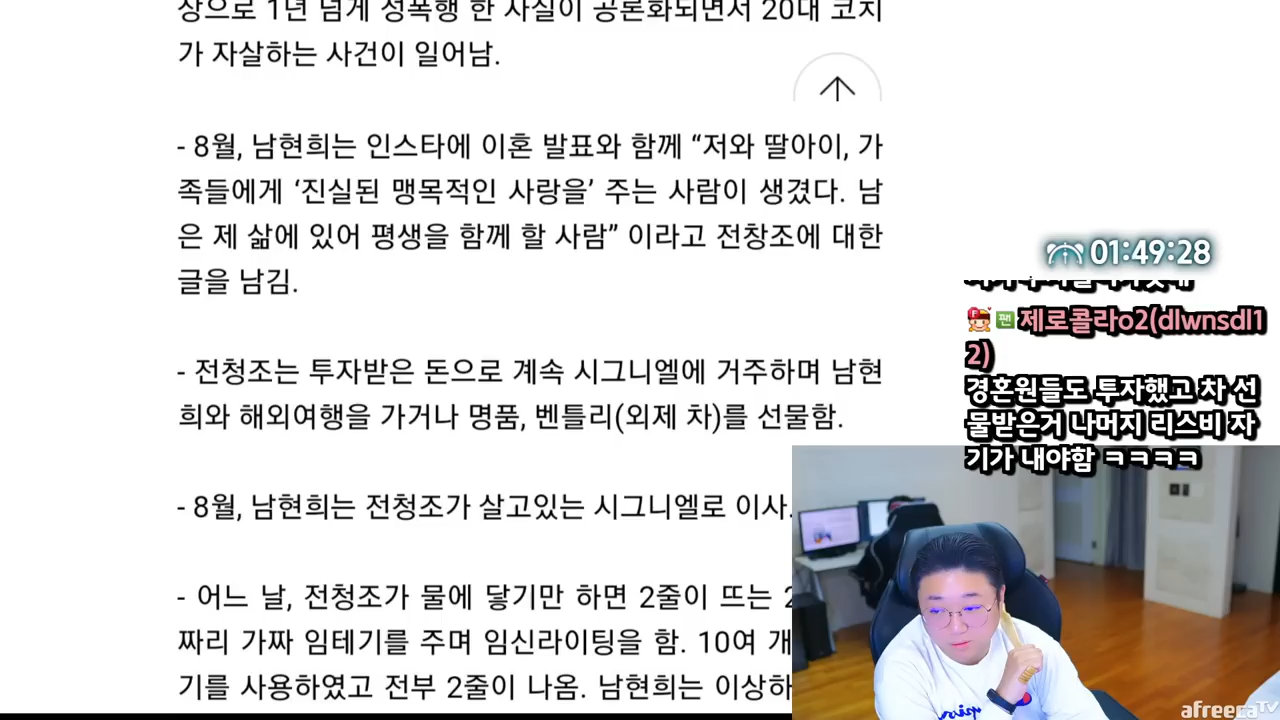 상으로 1년 넘게 성폭행 한 사실이 공론화되면서 20대 코치
가 자살하는 사건이 일어남.
- 8월, 남현희는 인스타에 이혼 발표와 함께 “저와 딸아이, 가
족들에게 ‘진실된 맹목적인 사랑을’ 주는 사람이 생겼다. 남
은 제 삶에 있어 평생을 함께 할 사람” 이라고 전창조에 대한
글을 남김.
- 전청조는 투자받은 돈으로 계속 시그니엘에 거주하며 남현
희와 해외여행을 가거나 명품, 벤틀리(외제 차)를 선물함.
- 8월, 남현희는 전청조가 살고있는 시그니엘로 이사.
- 어느 날, 전청조가 물에 닿기만 하면 2줄이 뜨는
짜리 가짜 임테기를 주며 임신라이팅을 함. 10여 개
기를 사용하였고 전부 2줄이 나옴. 남현희는 이상하
01:49:28
팬 제로콜라o2(dlwnsdl1
2)
경혼원들도 투자했고 차 선
물받은거 나머지 리스비 자
기가 내야함 ㅋㅋㅋㅋ
afreecaTV